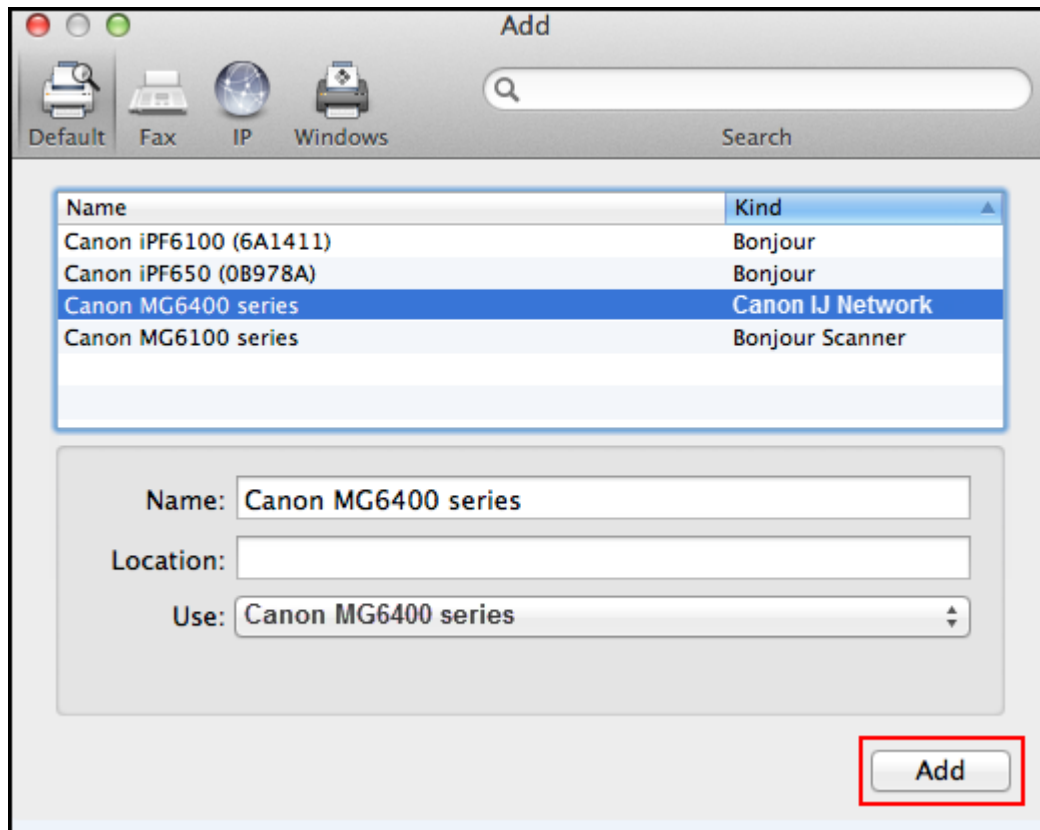 Add
Default Fax IP Windows Search
Name Kind
Canon iPF6100 (6A1411) Bonjour
Canon iPF650 (0B978A) Bonjour
Canon MG6400 series Canon IJ Network
Canon MG6100 series Bonjour Scanner
Name: Canon MG6400 series
Location:
Use: Canon MG6400 series
Add